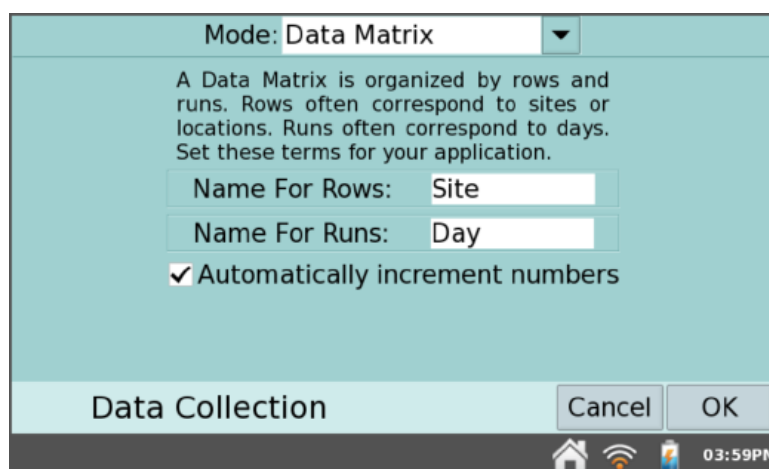 Mode: Data Matrix
A Data Matrix is organized by rows and
runs. Rows often correspond to sites or
locations. Runs often correspond to days.
Set these terms for your application.
Name For Rows: Site
Name For Runs: Day
Automatically increment numbers
Data Collection Cancel OK
03:59PM